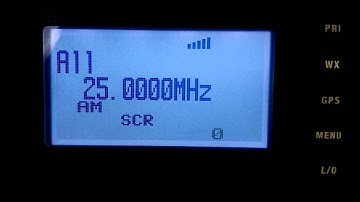 All
25.0000MHz
AM
SCR
PRI
WX
GPS
MENU
L/O